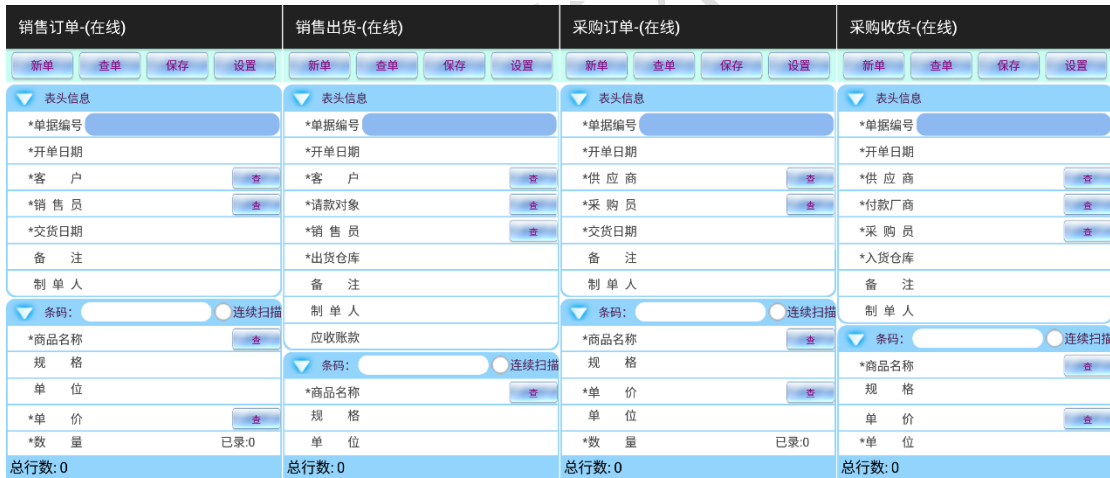 销售订单-(在线)
新单 查单 保存 设置
表头信息
*单据编号
*开单日期
*客 户 查
*销 售 员 查
*交货日期
备 注
制 单 人
条码: 连续扫描
*商品名称 查
规 格
单 位
*单 价 查
*数 量 已录:0
总行数: 0
销售出货-(在线)
新单 查单 保存 设置
表头信息
*单据编号
*开单日期
*客 户 查
*请款对象 查
*销 售 员 查
*出货仓库
备 注
制 单 人
应收账款
条码: 连续扫描
*商品名称 查
规 格
单 位
总行数: 0
采购订单-(在线)
新单 查单 保存 设置
表头信息
*单据编号
*开单日期
*供 应 商 查
*采 购 员 查
*交货日期
备 注
制 单 人
条码: 连续扫描
*商品名称 查
规 格
*单 价 查
单 位
*数 量 已录:0
总行数: 0
采购收货-(在线)
新单 查单 保存 设置
表头信息
*单据编号
*开单日期
*供 应 商 查
*付款厂商 查
*采 购 员 查
*入货仓库
备 注
制 单 人
条码: 连续扫描
*商品名称 查
规 格
单 价 查
*单 位
总行数: 0